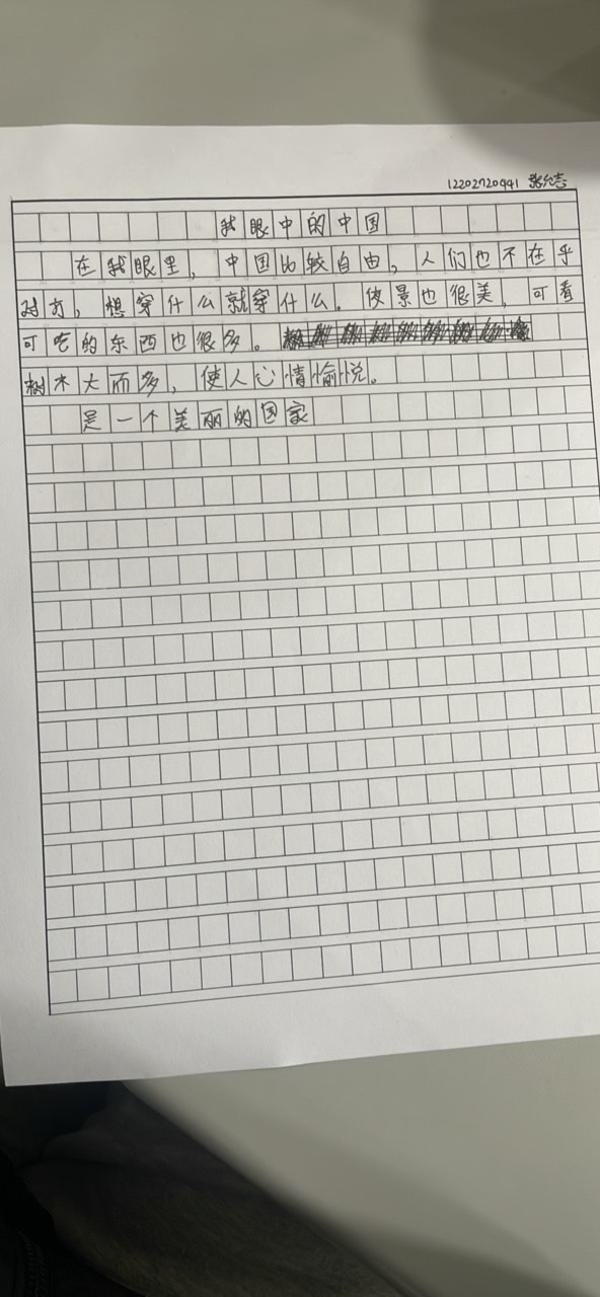 12202720941 张允志
我眼中的中国
在我眼里，中国比较自由，人们也不在乎
对方，想穿什么就穿什么。夜景也很美，可看
可吃的东西也很多。
树木大而多，使人心情愉悦。
是一个美丽的国家